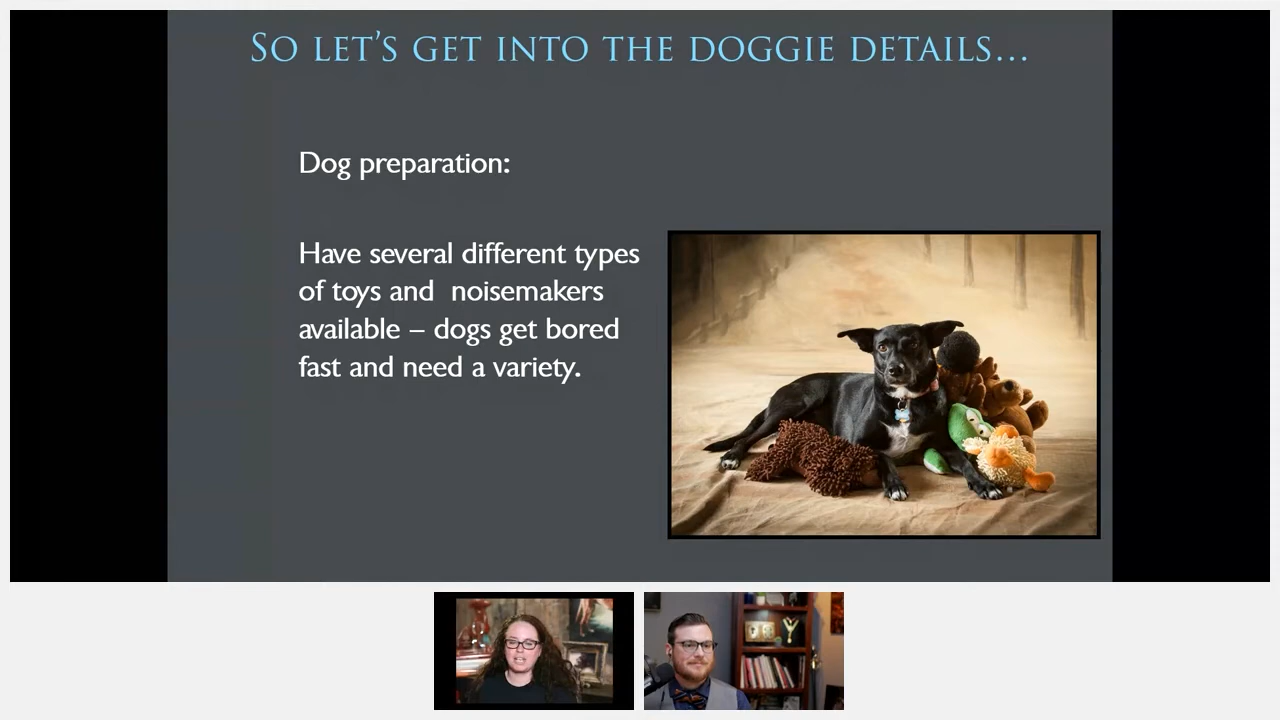 So let's get into the doggie details…
Dog preparation:
Have several different types
of toys and  noisemakers
available – dogs get bored
fast and need a variety.